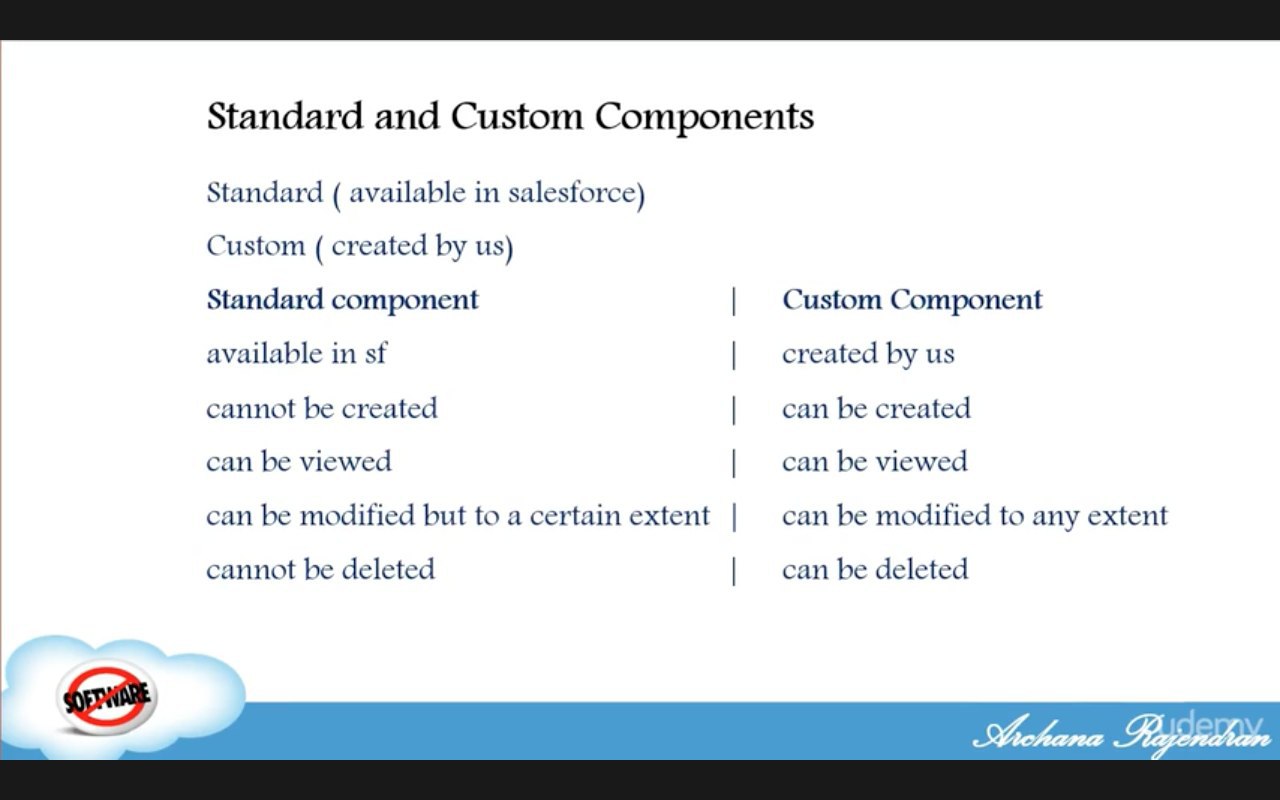 Standard and Custom Components
Standard ( available in salesforce)
Custom ( created by us)
Standard component | Custom Component
available in sf | created by us
cannot be created | can be created
can be viewed | can be viewed
can be modified but to a certain extent | can be modified to any extent
cannot be deleted | can be deleted
SOFTWARE
Archana Rajendran
udemy